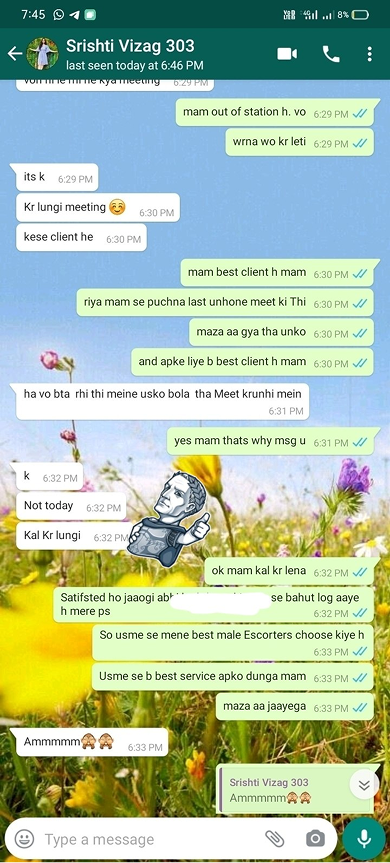 7:45
8%
Srishti Vizag 303
last seen today at 6:46 PM
6:29 PM
mam out of station h. vo 6:29 PM
wrna wo kr leti 6:29 PM
its k 6:29 PM
Kr lungi meeting 😊 6:30 PM
kese client he 6:30 PM
mam best client h mam 6:30 PM
riya mam se puchna last unhone meet ki Thi 6:30 PM
maza aa gya tha unko 6:30 PM
and apke liye b best client h mam 6:30 PM
ha vo bta rhi thi meine usko bola tha Meet krunhi mein
6:31 PM
yes mam thats why msg u 6:31 PM
k 6:32 PM
Not today 6:32 PM
Kal Kr lungi 6:32 PM
ok mam kal kr lena 6:32 PM
Satifsted ho jaaogi se bahut log aaye
h mere ps 6:32 PM
So usme se mene best male Escorters choose kiye h
6:33 PM
Usme se b best service apko dunga mam 6:33 PM
maza aa jaayega 6:33 PM
Ammmmm🙈🙈 6:33 PM
Srishti Vizag 303
Ammmmm🙈🙈
Type a message